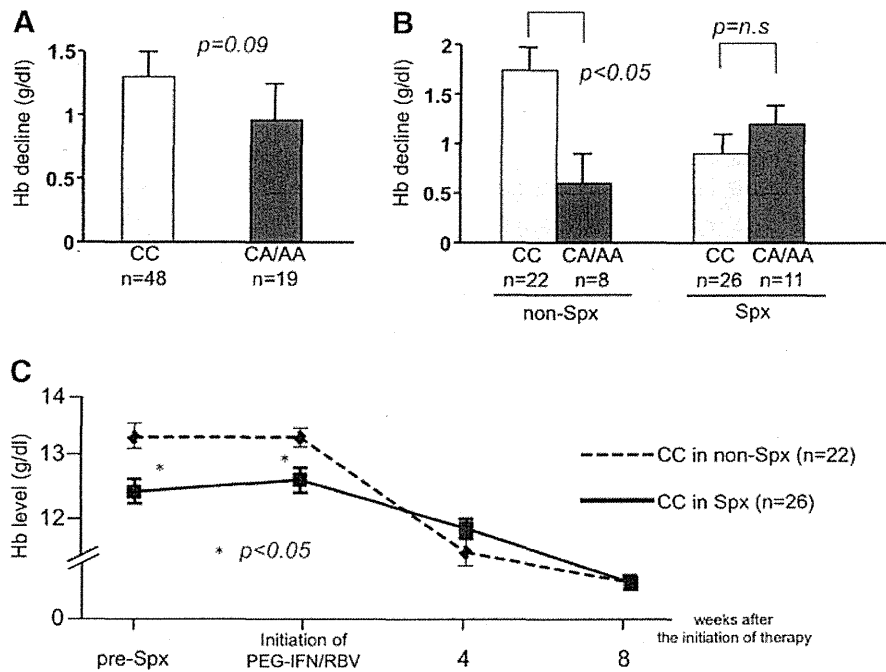 A
Hb decline (g/dl)
1.5
1
0.5
0
p=0.09
CC
CA/AA
n=48
n=19
B
Hb decline (g/dl)
2
1.5
1
0.5
0
p<0.05
p=n.s
CC
CA/AA
CC
CA/AA
n=22
n=8
n=26
n=11
non-Spx
Spx
C
Hb level (g/dl)
14
13
12
0
*
*
* p<0.05
CC in non-Spx (n=22)
CC in Spx (n=26)
pre-Spx
Initiation of
PEG-IFN/RBV
4
8
weeks after
the initiation of therapy